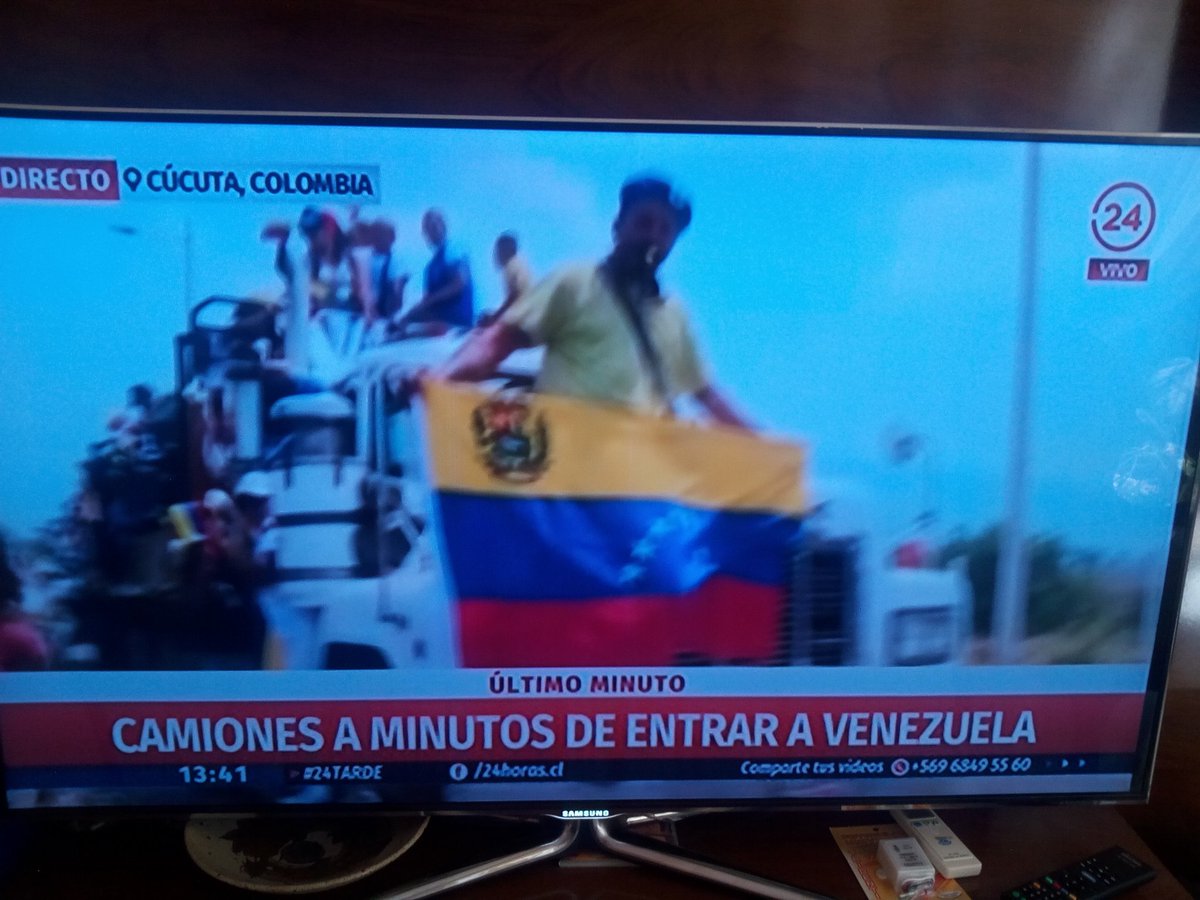 DIRECTO CÚCUTA, COLOMBIA
24
VIVO
ÚLTIMO MINUTO
CAMIONES A MINUTOS DE ENTRAR A VENEZUELA
13:41 #24TARDE /24horas.cl Comparte tus videos +569 6849 55 60
SAMSUNG